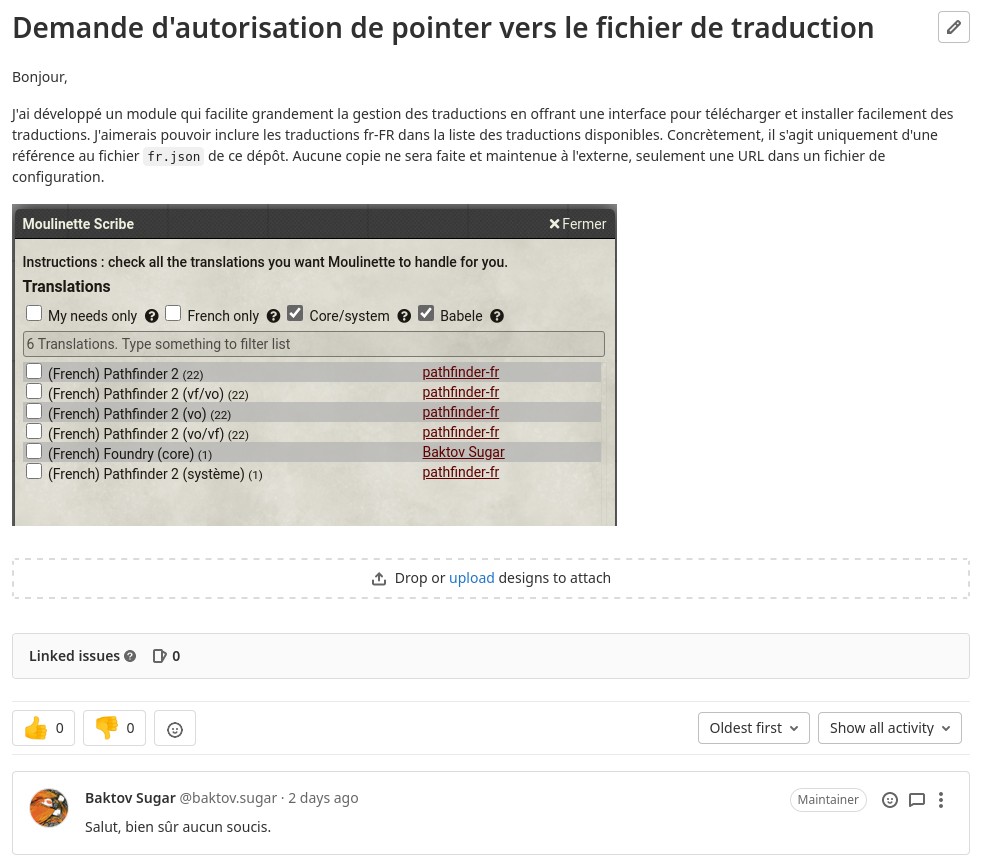 Demande d'autorisation de pointer vers le fichier de traduction
Bonjour,
J'ai développé un module qui facilite grandement la gestion des traductions en offrant une interface pour télécharger et installer facilement des
traductions. J'aimerais pouvoir inclure les traductions fr-FR dans la liste des traductions disponibles. Concrètement, il s'agit uniquement d'une
référence au fichier fr.json de ce dépôt. Aucune copie ne sera faite et maintenue à l'externe, seulement une URL dans un fichier de
configuration.
Moulinette Scribe Fermer
Instructions : check all the translations you want Moulinette to handle for you.
Translations
My needs only French only Core/system Babele
6 Translations. Type something to filter list
(French) Pathfinder 2 (22) pathfinder-fr
(French) Pathfinder 2 (vf/vo) (22) pathfinder-fr
(French) Pathfinder 2 (vo) (22) pathfinder-fr
(French) Pathfinder 2 (vo/vf) (22) pathfinder-fr
(French) Foundry (core) (1) Baktov Sugar
(French) Pathfinder 2 (système) (1) pathfinder-fr
Drop or upload designs to attach
Linked issues 0
0 0 Oldest first Show all activity
Baktov Sugar @baktov.sugar · 2 days ago Maintainer
Salut, bien sûr aucun soucis.